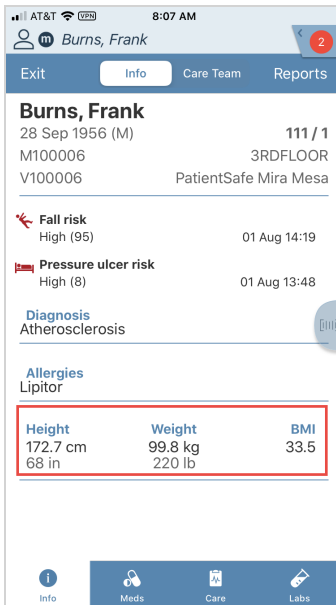 AT&T VPN 8:07 AM
m Burns, Frank 2
Exit Info Care Team Reports
Burns, Frank
28 Sep 1956 (M) 111 / 1
M100006 3RDFLOOR
V100006 PatientSafe Mira Mesa
Fall risk
High (95) 01 Aug 14:19
Pressure ulcer risk
High (8) 01 Aug 13:48
Diagnosis
Atherosclerosis
Allergies
Lipitor
Height Weight BMI
172.7 cm 99.8 kg 33.5
68 in 220 lb
i
Info Meds Care Labs